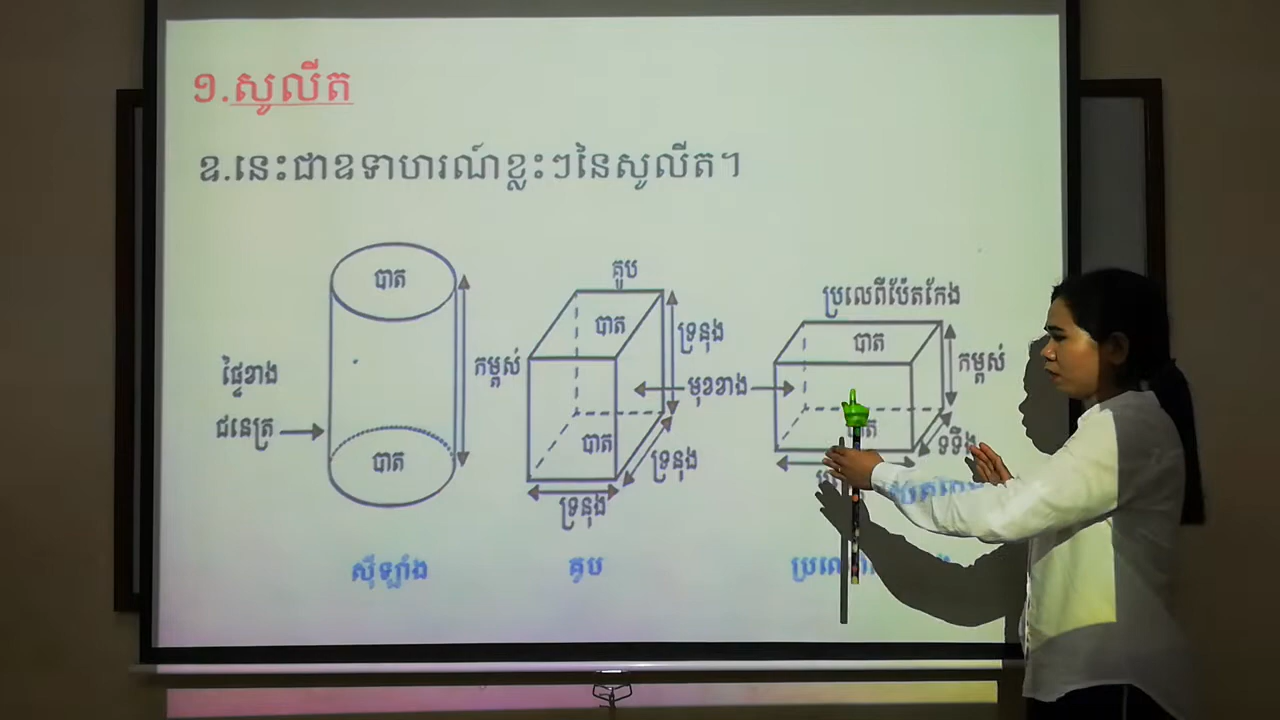 ១.សូលីត
ឧ.នេះជាឧទាហរណ៍ខ្លះៗនៃសូលីត។
បាត
ផ្ទៃខាង
ជនេត្រ
កម្ពស់
បាត
ស៊ីឡាំង
គូប
បាត
ទ្រនុង
មុខខាង
បាត
ទ្រនុង
ទ្រនុង
គូប
ប្រលេពីប៉ែតកែង
បាត
កម្ពស់
ទទឹង